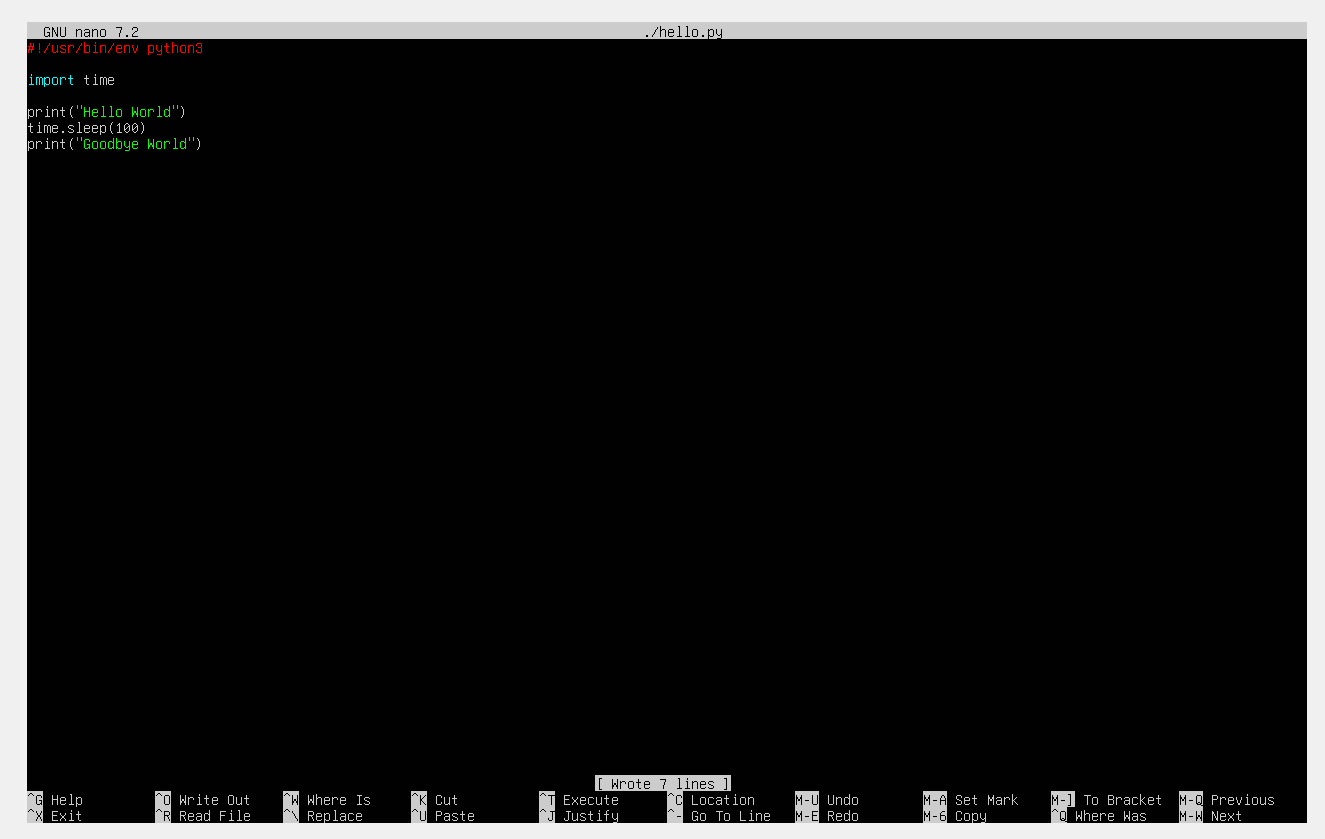 GNU nano 7.2 ./hello.py
#!/usr/bin/env python3
import time
print("Hello World")
time.sleep(100)
print("Goodbye World")
[ Wrote 7 lines ]
^G Help ^O Write Out ^W Where Is ^K Cut ^T Execute ^C Location M-U Undo M-A Set Mark M-] To Bracket M-Q Previous
^X Exit ^R Read File ^\ Replace ^U Paste ^J Justify ^- Go To Line M-E Redo M-6 Copy ^Q Where Was M-W Next